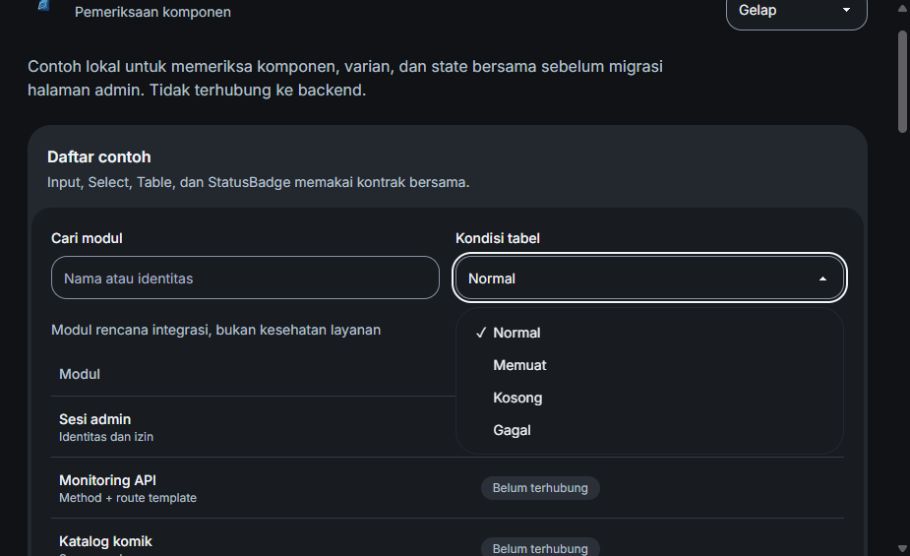 Pemeriksaan komponen
Gelap
Contoh lokal untuk memeriksa komponen, varian, dan state bersama sebelum migrasi
halaman admin. Tidak terhubung ke backend.
Daftar contoh
Input, Select, Table, dan StatusBadge memakai kontrak bersama.
Cari modul
Kondisi tabel
Nama atau identitas
Normal
Modul rencana integrasi, bukan kesehatan layanan
✓ Normal
Memuat
Kosong
Gagal
Modul
Sesi admin
Identitas dan izin
Monitoring API
Method + route template
Belum terhubung
Katalog komik
Belum terhubung